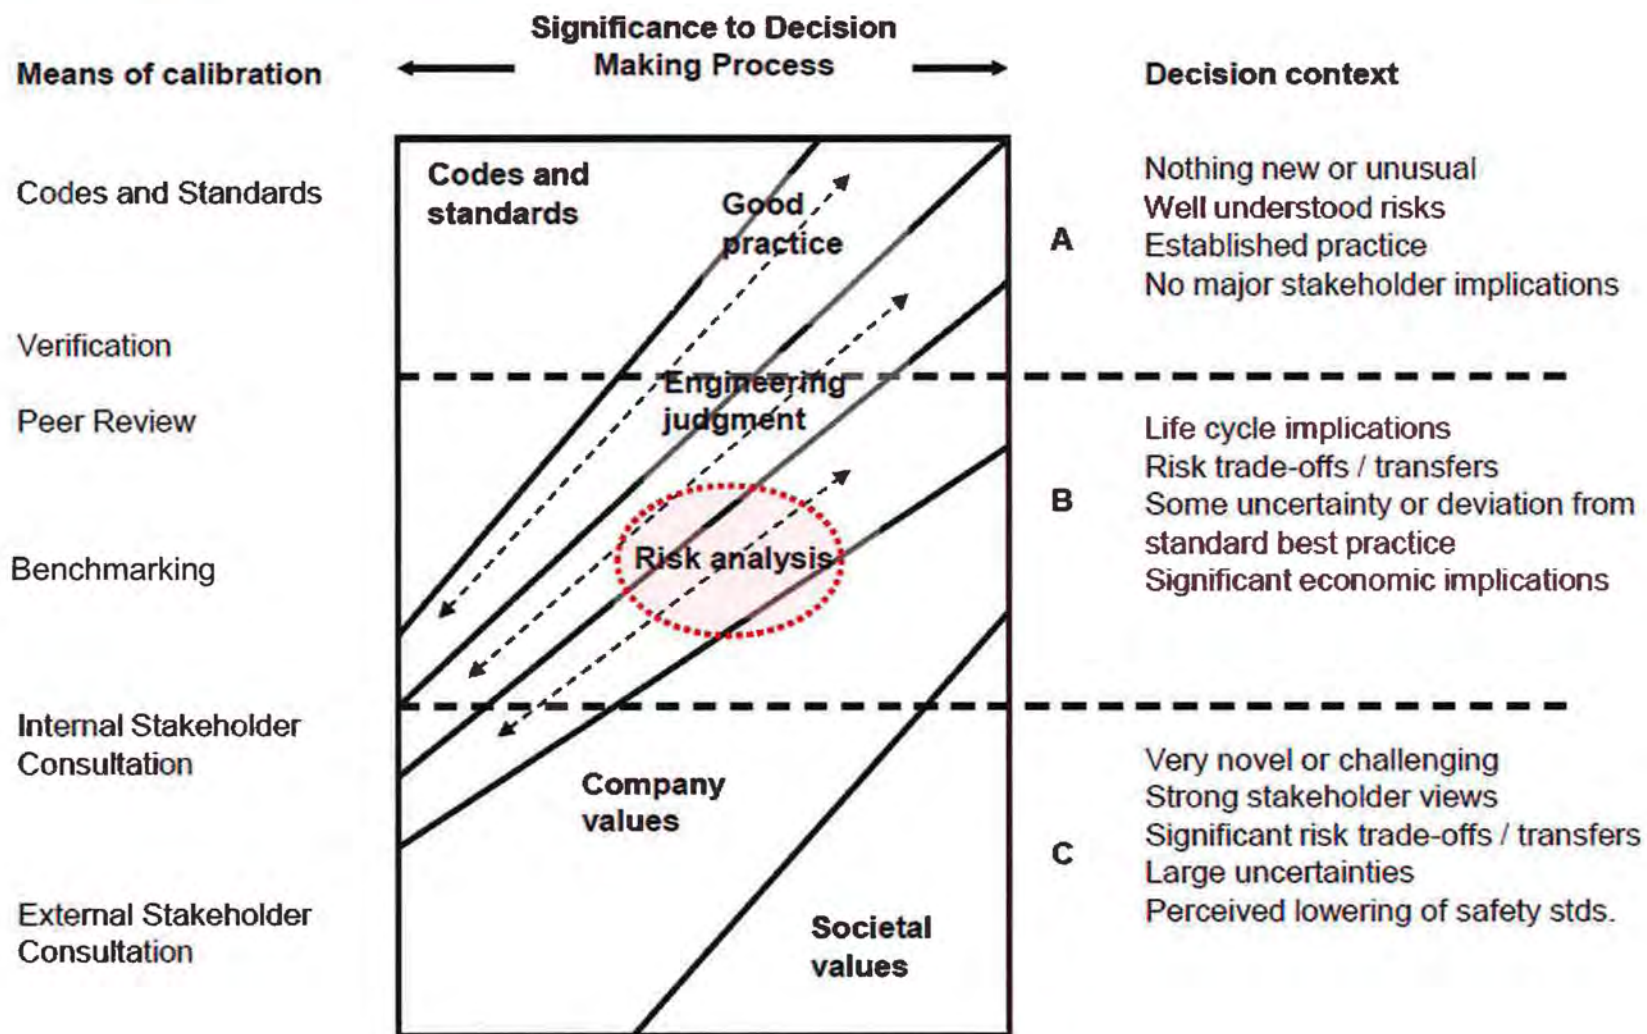 Significance to Decision
Making Process
Means of calibration
Decision context
Codes and Standards
Verification
Peer Review
Benchmarking
Internal Stakeholder
Consultation
External Stakeholder
Consultation
Codes and
standards
Good
practice
Engineering
judgment
Risk analysis
Company
values
Societal
values
A
Nothing new or unusual
Well understood risks
Established practice
No major stakeholder implications
B
Life cycle implications
Risk trade-offs / transfers
Some uncertainty or deviation from
standard best practice
Significant economic implications
C
Very novel or challenging
Strong stakeholder views
Significant risk trade-offs / transfers
Large uncertainties
Perceived lowering of safety stds.